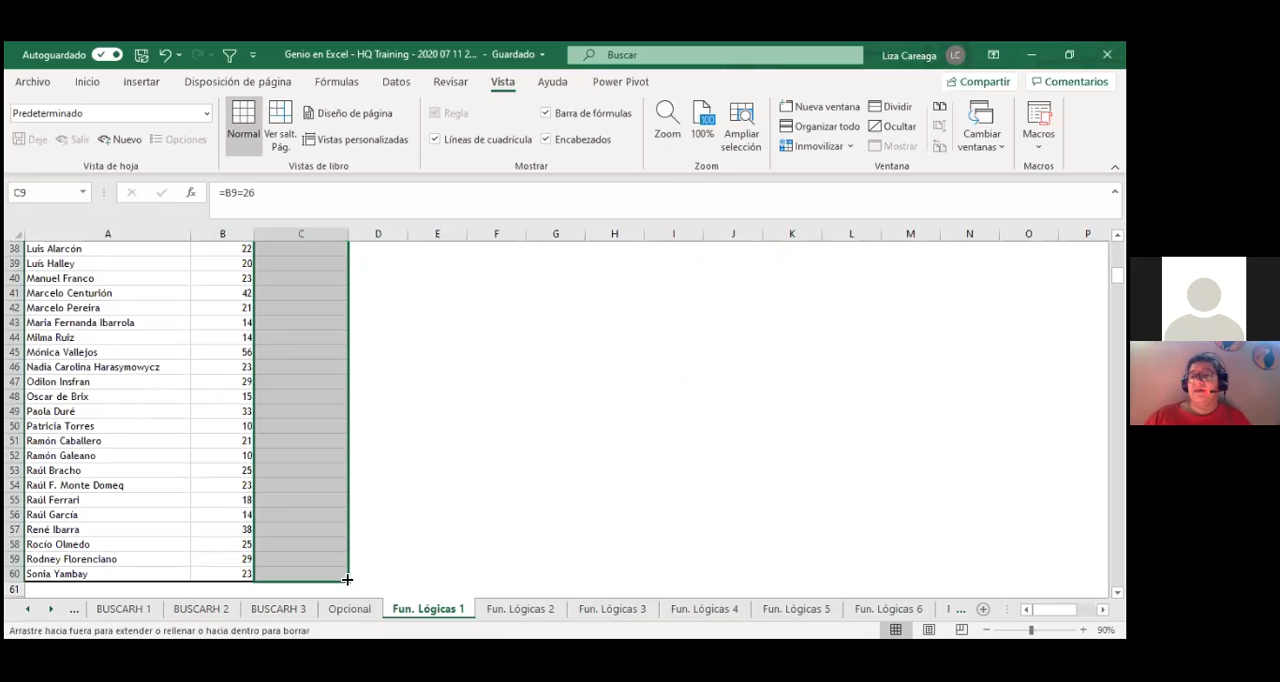 Autoguardado Genio en Excel - HQ Training - 2020 07 11 2... - Guardado Buscar Liza Careaga LC
Archivo Inicio Insertar Disposición de página Fórmulas Datos Revisar Vista Ayuda Power Pivot Compartir Comentarios
Predeterminado Normal Ver salt. Pág. Diseño de página Regla Barra de fórmulas Zoom 100% Ampliar selección Nueva ventana Dividir Cambiar ventanas Macros
Deje Salir Nuevo Opciones Vistas personalizadas Líneas de cuadrícula Encabezados Organizar todo Ocultar
Inmovilizar Mostrar
Vista de hoja Vistas de libro Mostrar Zoom Ventana Macros
C9 fx =B9=26
A B C D E F G H I J K L M N O P
38 Luis Alarcón 22
39 Luís Halley 20
40 Manuel Franco 23
41 Marcelo Centurión 42
42 Marcelo Pereira 21
43 Maria Fernanda Ibarrola 14
44 Milma Ruiz 14
45 Mónica Vallejos 56
46 Nadia Carolina Harasymowycz 23
47 Odilon Insfran 29
48 Oscar de Brix 15
49 Paola Duré 33
50 Patricia Torres 10
51 Ramón Caballero 21
52 Ramón Galeano 10
53 Raúl Bracho 25
54 Raúl F. Monte Domeq 23
55 Raúl Ferrari 18
56 Raúl García 14
57 René Ibarra 38
58 Rocío Olmedo 25
59 Rodney Florenciano 29
60 Sonia Yambay 23
61
... BUSCARH 1 BUSCARH 2 BUSCARH 3 Opcional Fun. Lógicas 1 Fun. Lógicas 2 Fun. Lógicas 3 Fun. Lógicas 4 Fun. Lógicas 5 Fun. Lógicas 6 ...
Arrastre hacia fuera para extender o rellenar o hacia dentro para borrar 90%